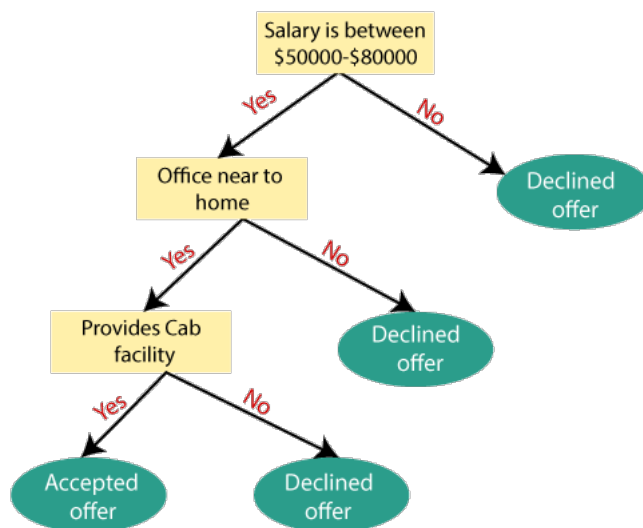 Salary is between
$50000-$80000
Yes
No
Office near to
home
Declined
offer
Yes
No
Provides Cab
facility
Declined
offer
Yes
No
Accepted
offer
Declined
offer